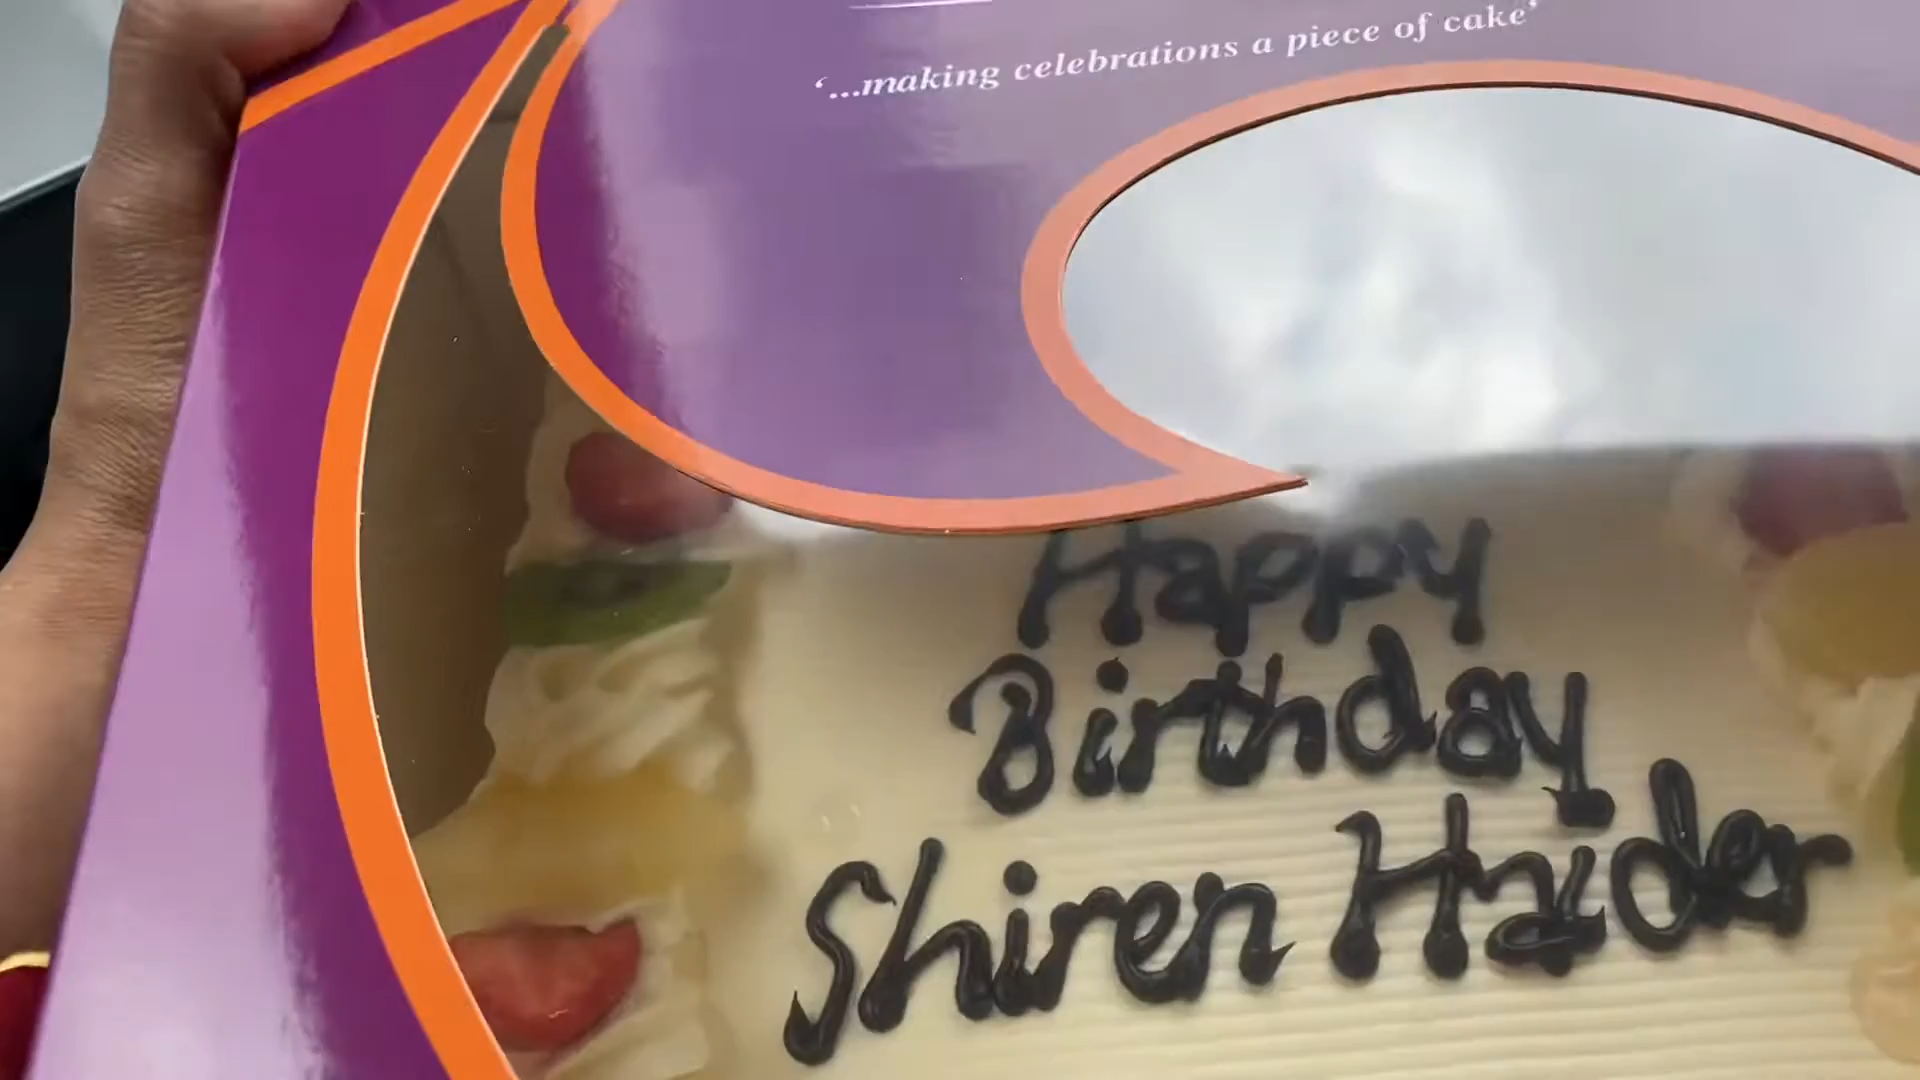 ‘...making celebrations a piece of cake’
Happy
Birthday
Shiren Haider